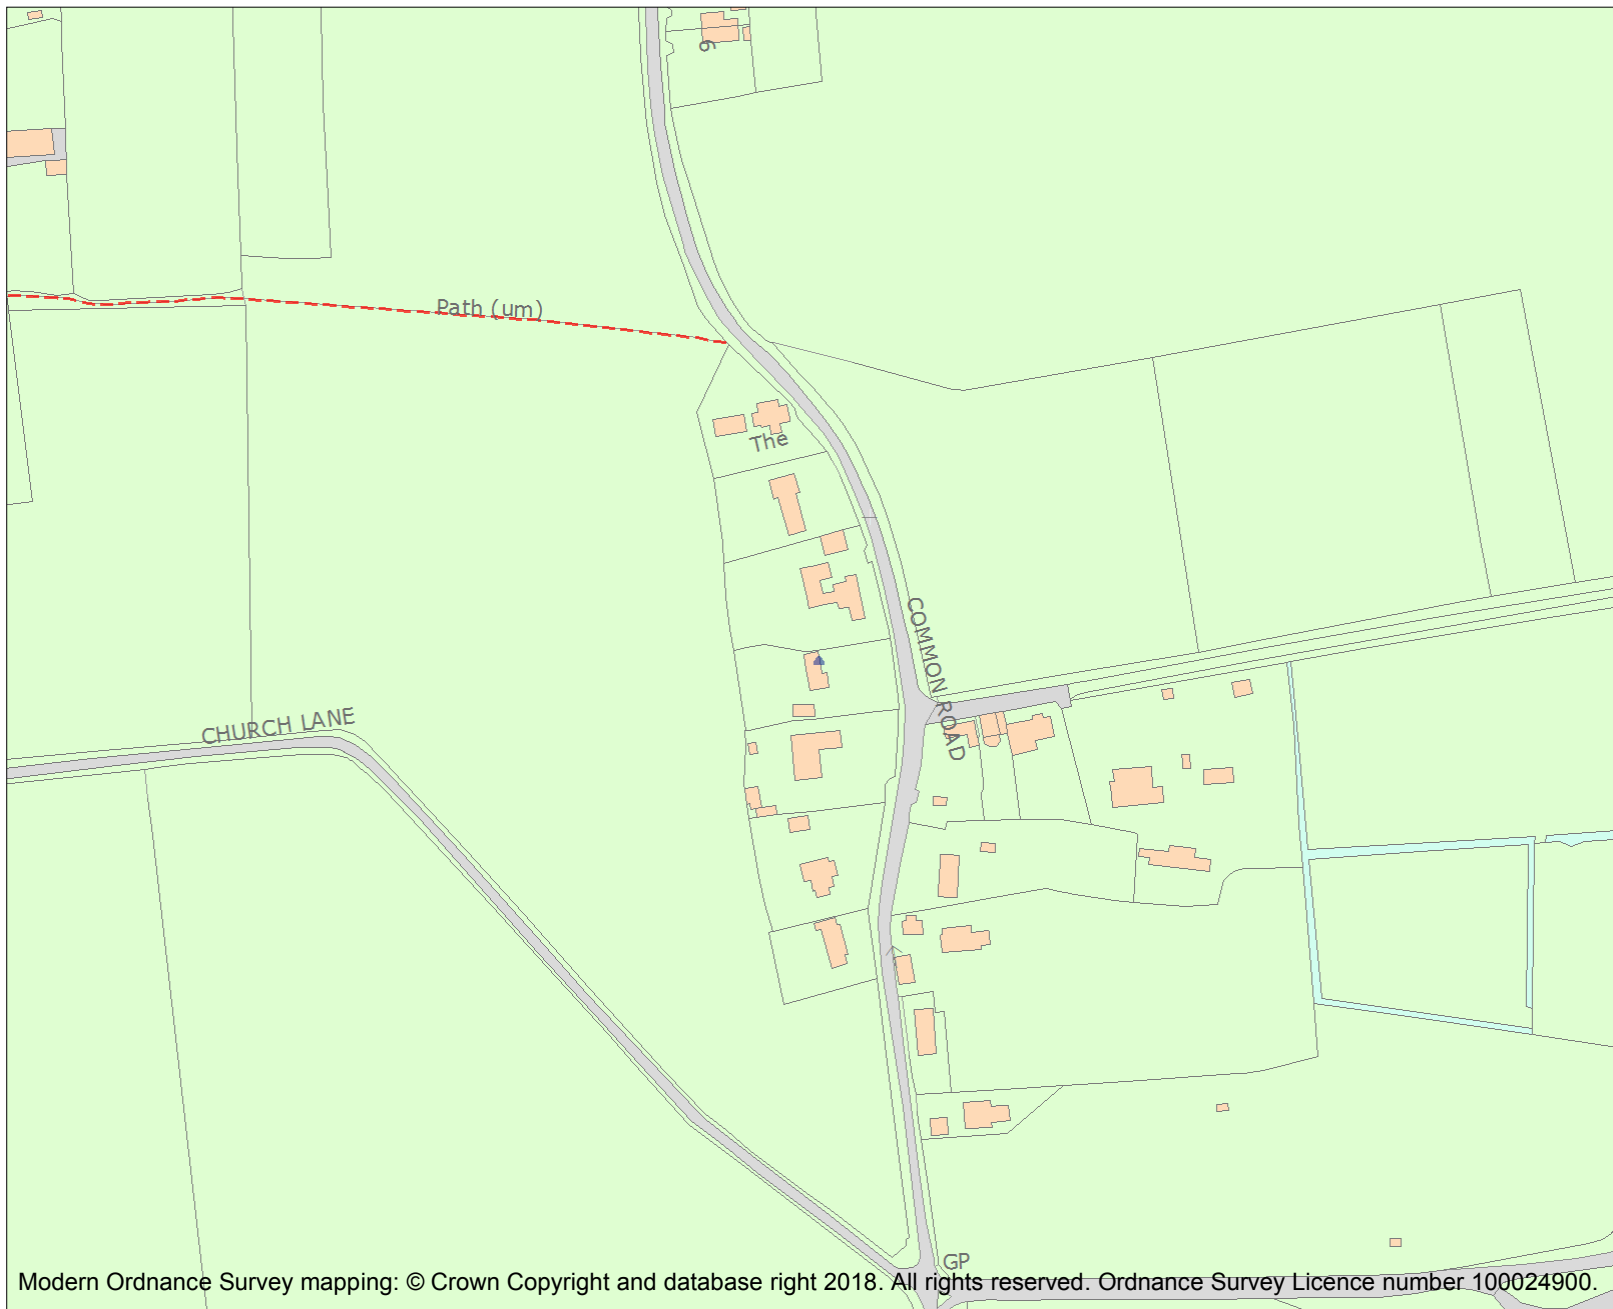 6
Path (um)
The
COMMON ROAD
CHURCH LANE
GP
Modern Ordnance Survey mapping: © Crown Copyright and database right 2018. All rights reserved. Ordnance Survey Licence number 100024900.